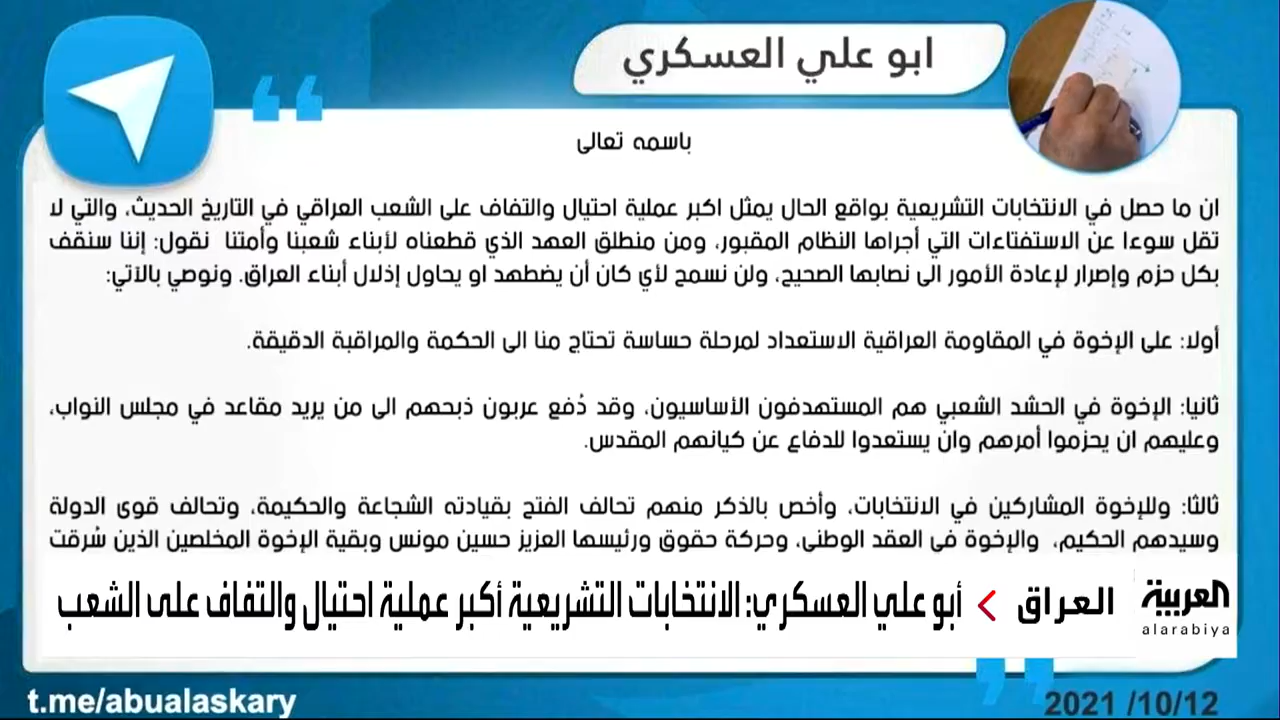 ابو علي العسكري
باسمه تعالى
ان ما حصل في الانتخابات التشريعية بواقع الحال يمثل اكبر عملية احتيال والتفاف على الشعب العراقي في التاريخ الحديث، والتي لا
تقل سوءا عن الاستفتاءات التي أجراها النظام المقبور، ومن منطلق العهد الذي قطعناه لأبناء شعبنا وأمتنا نقول: إننا سنقف
بكل حزم وإصرار لإعادة الأمور الى نصابها الصحيح، ولن نسمح لأي كان أن يضطهد او يحاول إذلال أبناء العراق. ونوصي بالآتي:
أولا: على الإخوة في المقاومة العراقية الاستعداد لمرحلة حساسة تحتاج منا الى الحكمة والمراقبة الدقيقة.
ثانيا: الإخوة في الحشد الشعبي هم المستهدفون الأساسيون، وقد دُفع عربون ذبحهم الى من يريد مقاعد في مجلس النواب،
وعليهم ان يحزموا أمرهم وان يستعدوا للدفاع عن كيانهم المقدس.
ثالثا: وللإخوة المشاركين في الانتخابات، وأخص بالذكر منهم تحالف الفتح بقيادته الشجاعة والحكيمة، وتحالف قوى الدولة
وسيدهم الحكيم، والإخوة في العقد الوطني، وحركة حقوق ورئيسها العزيز حسين مونس وبقية الإخوة المخلصين الذين سُرقت
العربية
alarabiya
العراق > أبو علي العسكري: الانتخابات التشريعية أكبر عملية احتيال والتفاف على الشعب
t.me/abualaskary
2021 /10/12